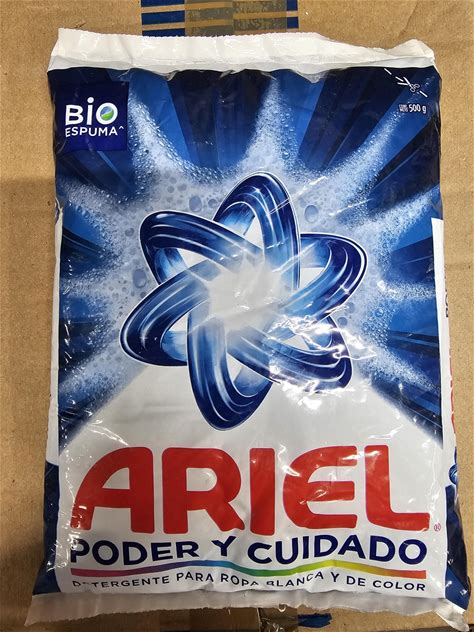 BIO
ESPUMA^
500 g
ARIEL®
PODER Y CUIDADO
DETERGENTE PARA ROPA BLANCA Y DE COLOR